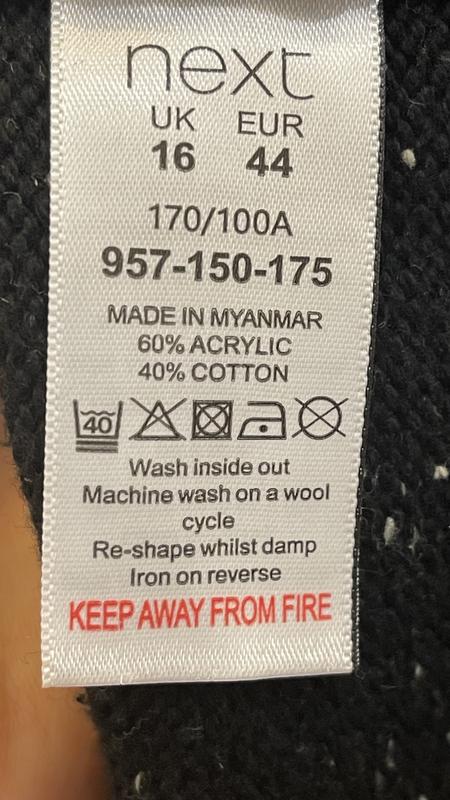 next
UK EUR
16 44
170/100A
957-150-175
MADE IN MYANMAR
60% ACRYLIC
40% COTTON
40
Wash inside out
Machine wash on a wool
cycle
Re-shape whilst damp
Iron on reverse
KEEP AWAY FROM FIRE